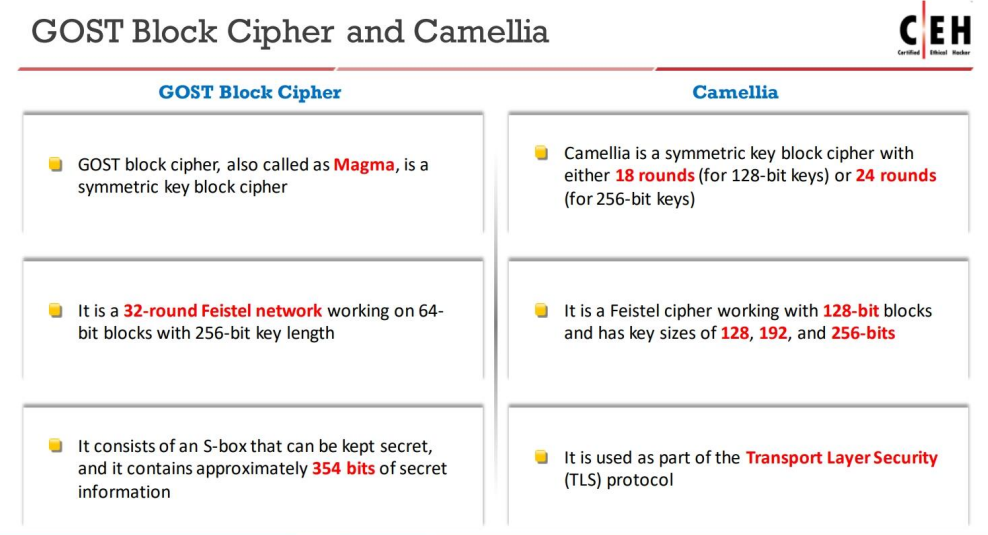 GOST Block Cipher and Camellia
C|EH
Certified Ethical Hacker
GOST Block Cipher
GOST block cipher, also called as Magma, is a
symmetric key block cipher
It is a 32-round Feistel network working on 64-
bit blocks with 256-bit key length
It consists of an S-box that can be kept secret,
and it contains approximately 354 bits of secret
information
Camellia
Camellia is a symmetric key block cipher with
either 18 rounds (for 128-bit keys) or 24 rounds
(for 256-bit keys)
It is a Feistel cipher working with 128-bit blocks
and has key sizes of 128, 192, and 256-bits
It is used as part of the Transport Layer Security
(TLS) protocol